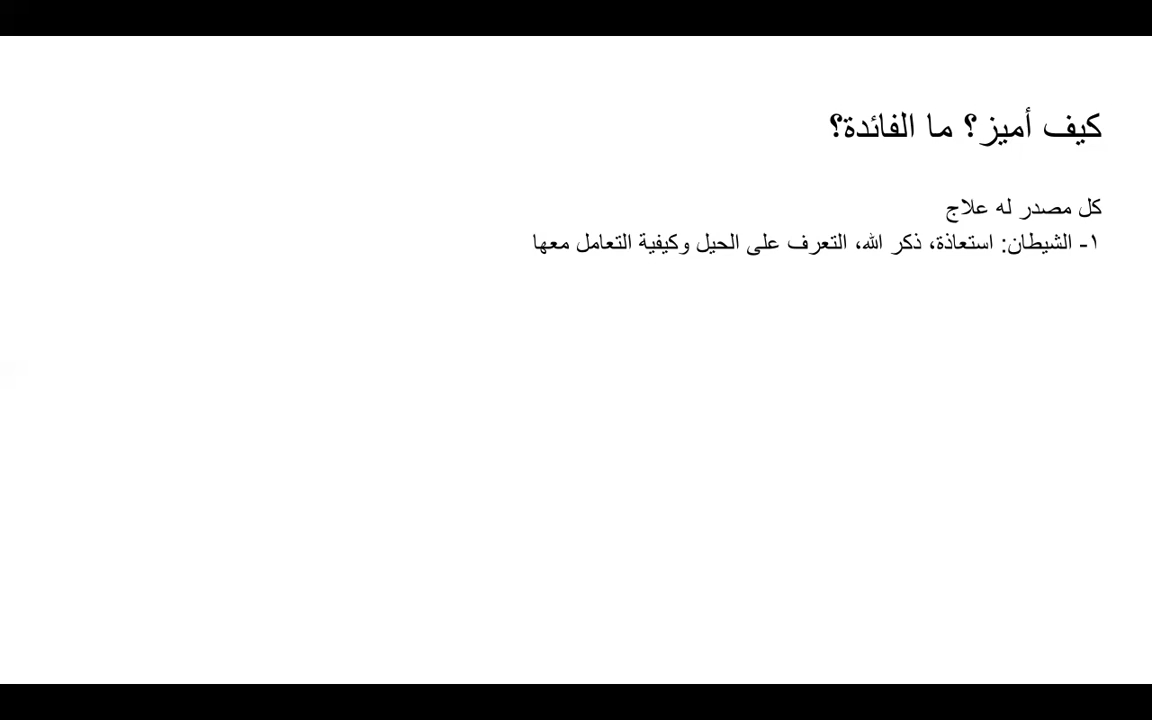 كيف أميز؟ ما الفائدة؟
كل مصدر له علاج
١- الشيطان: استعاذة، ذكر الله، التعرف على الحيل وكيفية التعامل معها